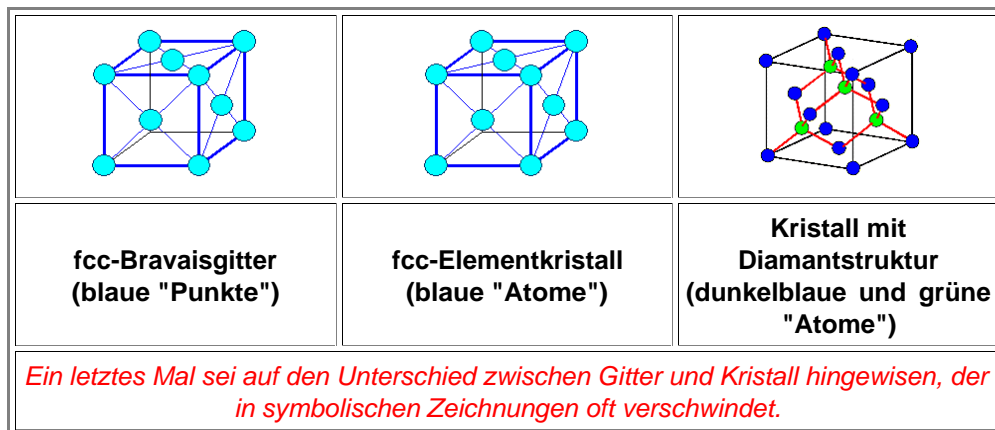 fcc-Bravaisgitter
(blaue "Punkte")
fcc-Elementkristall
(blaue "Atome")
Kristall mit
Diamantstruktur
(dunkelblaue und grüne
"Atome")
Ein letztes Mal sei auf den Unterschied zwischen Gitter und Kristall hingewisen, der
in symbolischen Zeichnungen oft verschwindet.